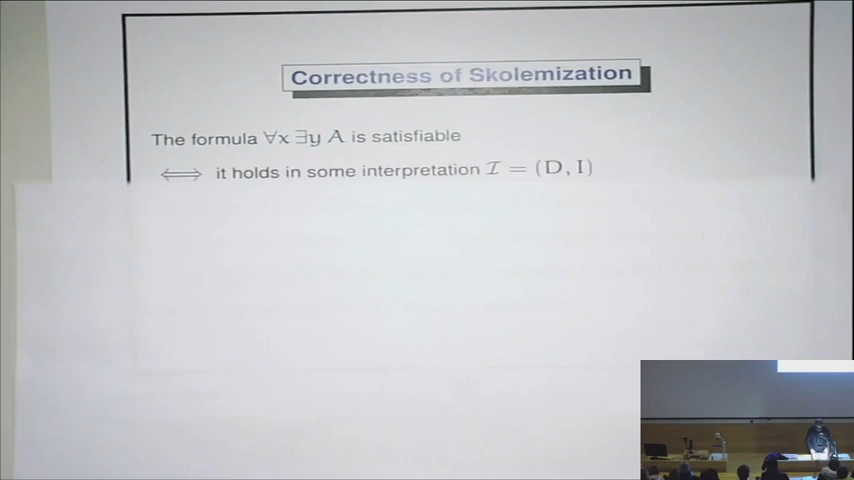 Correctness of Skolemization
The formula ∀x ∃y A is satisfiable
⟺ it holds in some interpretation ℐ = (D, I)